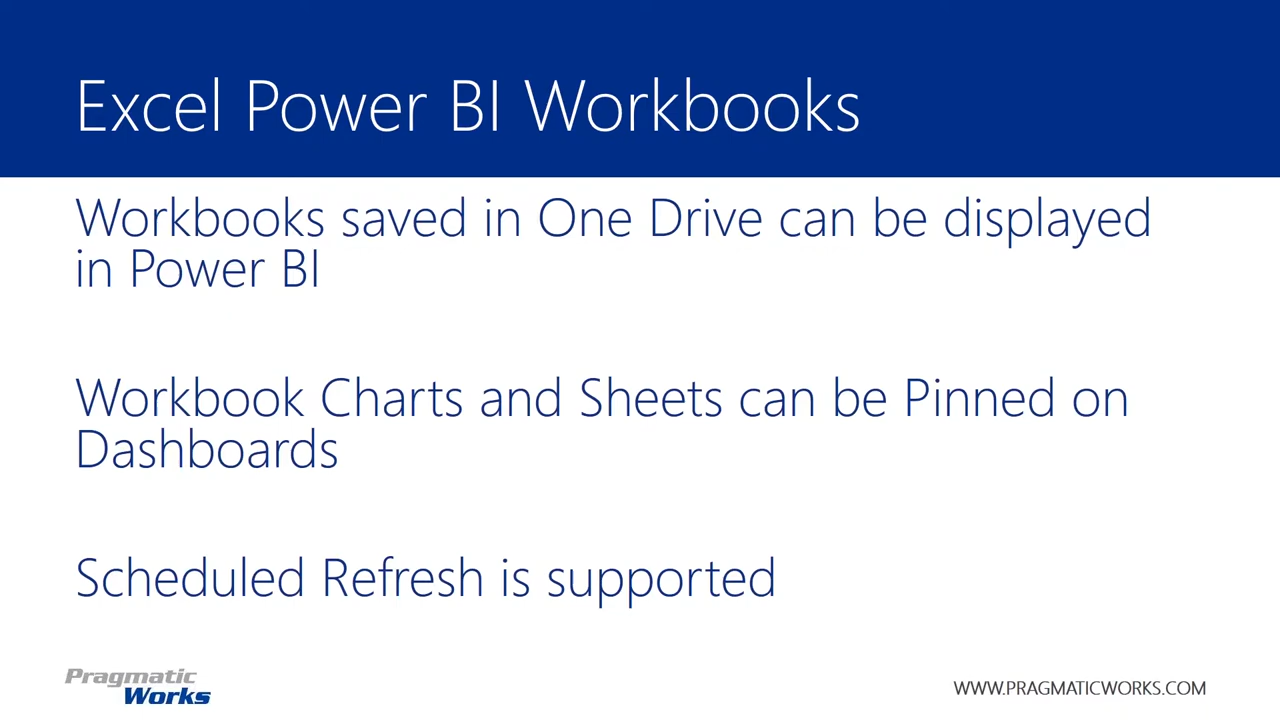 Excel Power BI Workbooks
Workbooks saved in One Drive can be displayed
in Power BI
Workbook Charts and Sheets can be Pinned on
Dashboards
Scheduled Refresh is supported
Pragmatic
Works
WWW.PRAGMATICWORKS.COM